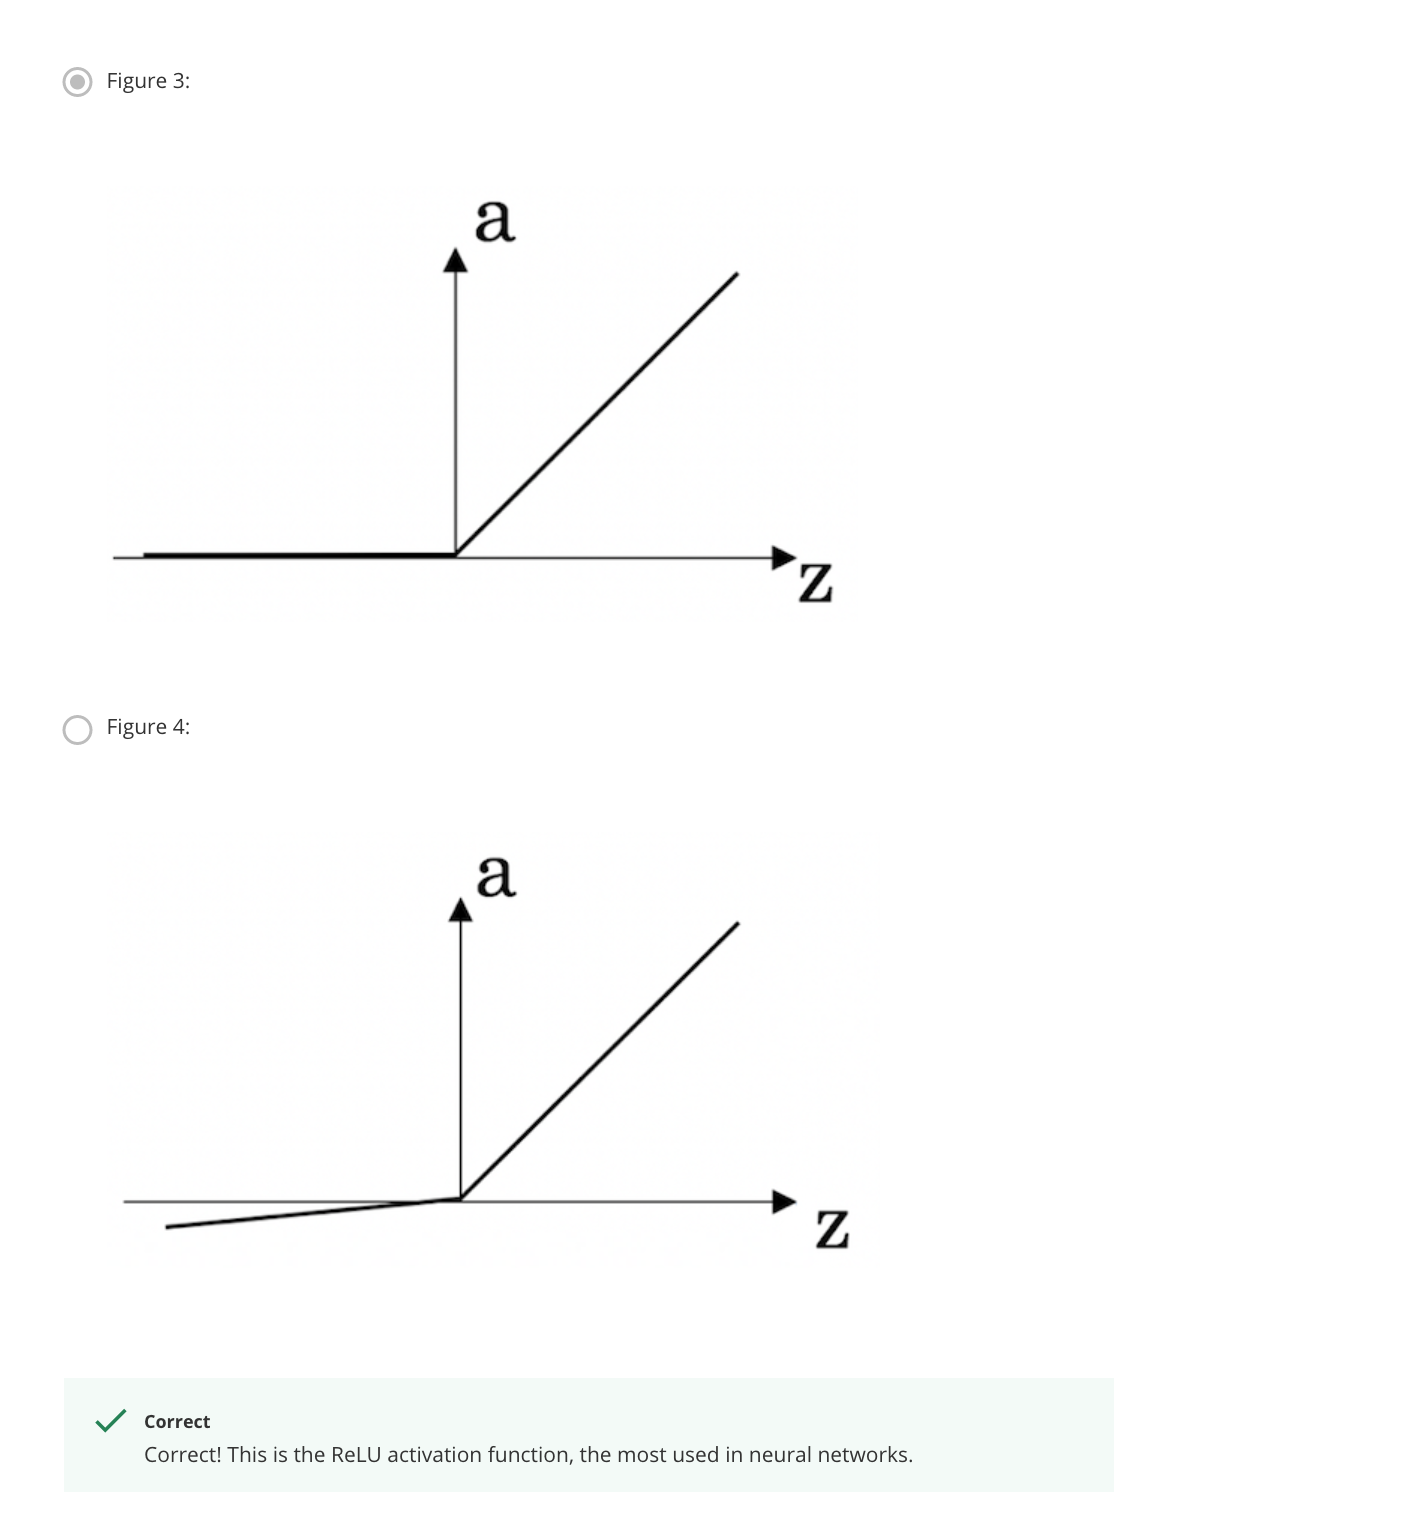 Figure 3:
a
z
Figure 4:
a
z
Correct
Correct! This is the ReLU activation function, the most used in neural networks.